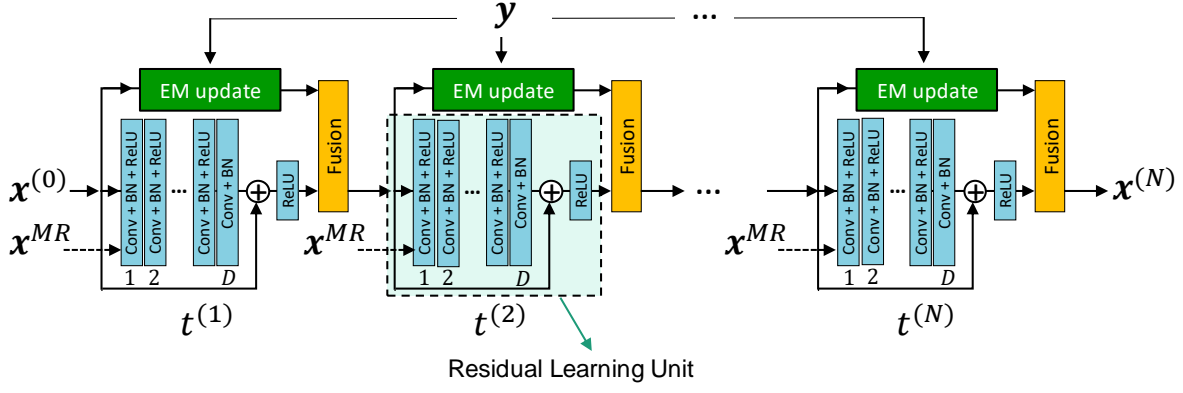 y ...
EM update EM update EM update
Conv + BN + ReLU Conv + BN + ReLU ... Conv + BN + ReLU Conv + BN ReLU Fusion
Conv + BN + ReLU Conv + BN + ReLU ... Conv + BN + ReLU Conv + BN ReLU Fusion
Conv + BN + ReLU Conv + BN + ReLU ... Conv + BN + ReLU Conv + BN ReLU Fusion
x^(0) ... x^(N)
x^MR x^MR x^MR
1 2 D 1 2 D 1 2 D
t^(1) t^(2) t^(N)
Residual Learning Unit